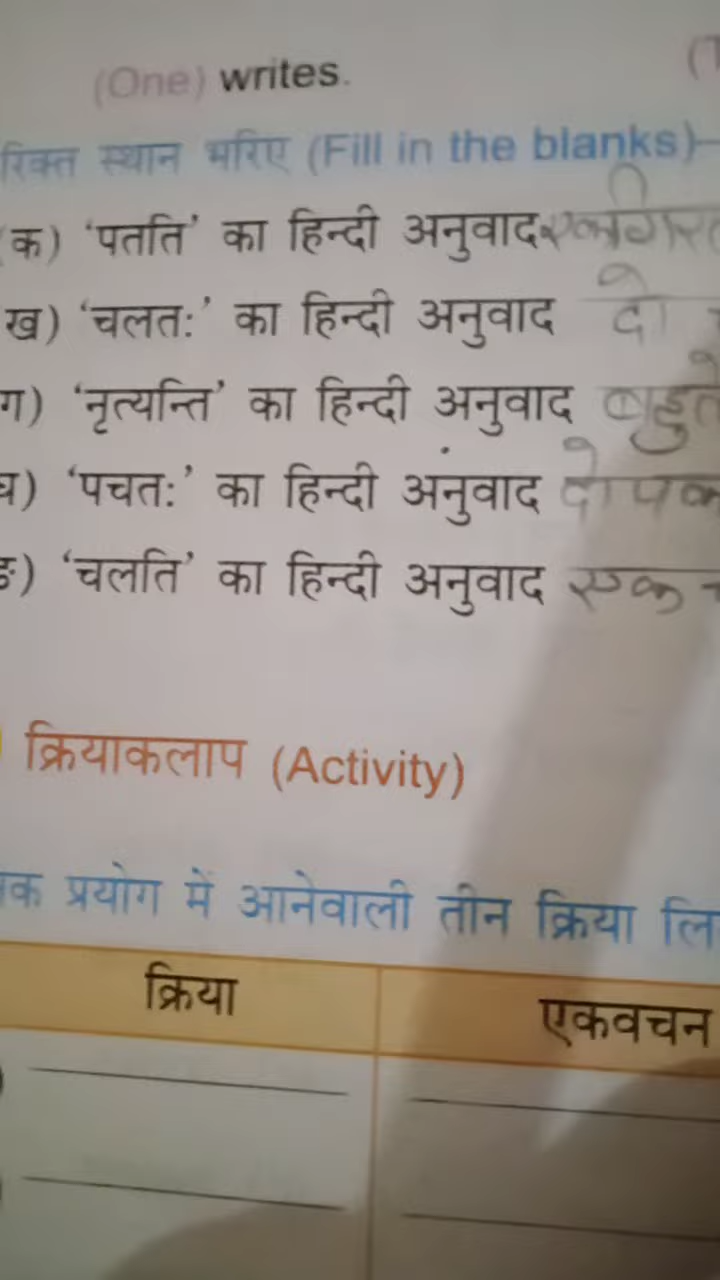 (One) writes.
रिक्त स्थान भरिए (Fill in the blanks)–
क) ‘पतति’ का हिन्दी अनुवाद
ख) ‘चलतः’ का हिन्दी अनुवाद दो
ग) ‘नृत्यन्ति’ का हिन्दी अनुवाद
घ) ‘पचतः’ का हिन्दी अनुवाद दो
ङ) ‘चलति’ का हिन्दी अनुवाद एक
क्रियाकलाप (Activity)
प्रयोग में आनेवाली तीन क्रिया
क्रिया एकवचन